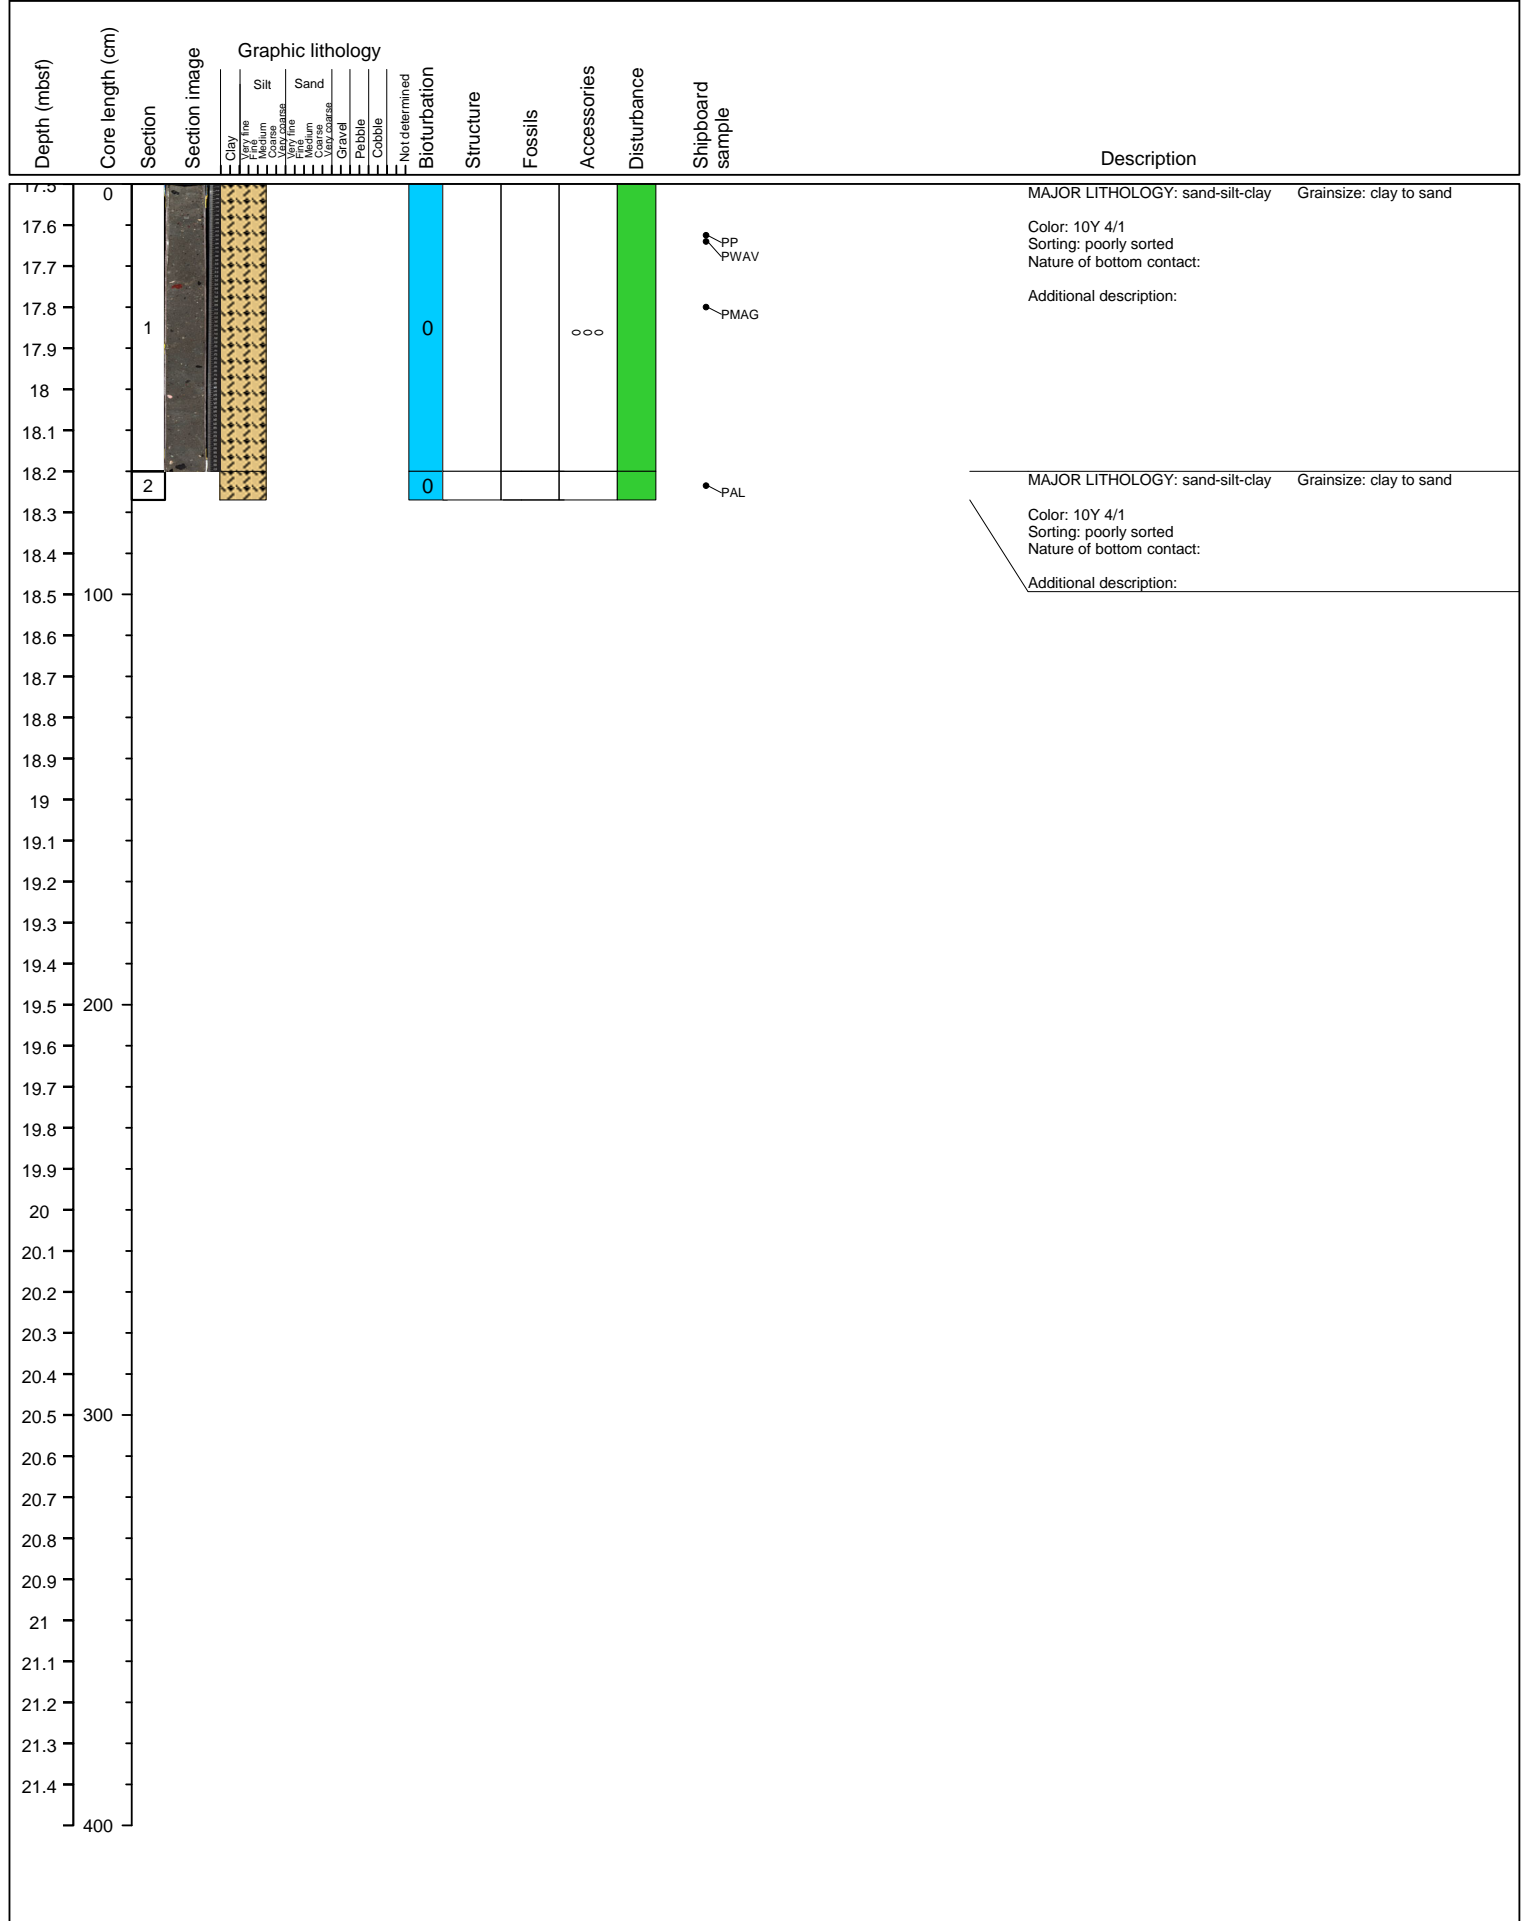 Depth (mbsf)
Core length (cm)
Section
Section image
Graphic lithology
Clay
Silt
Very fine
Fine
Medium
Coarse
Very coarse
Sand
Very fine
Fine
Medium
Coarse
Very coarse
Gravel
Pebble
Cobble
Not determined
Bioturbation
Structure
Fossils
Accessories
Disturbance
Shipboard
sample
Description
17.5
17.6
17.7
17.8
17.9
18
18.1
18.2
18.3
18.4
18.5
18.6
18.7
18.8
18.9
19
19.1
19.2
19.3
19.4
19.5
19.6
19.7
19.8
19.9
20
20.1
20.2
20.3
20.4
20.5
20.6
20.7
20.8
20.9
21
21.1
21.2
21.3
21.4
0
100
200
300
400
1
2
0
0
PP
PWAV
PMAG
PAL
MAJOR LITHOLOGY: sand-silt-clay Grainsize: clay to sand
Color: 10Y 4/1
Sorting: poorly sorted
Nature of bottom contact:
Additional description:
MAJOR LITHOLOGY: sand-silt-clay Grainsize: clay to sand
Color: 10Y 4/1
Sorting: poorly sorted
Nature of bottom contact:
Additional description: